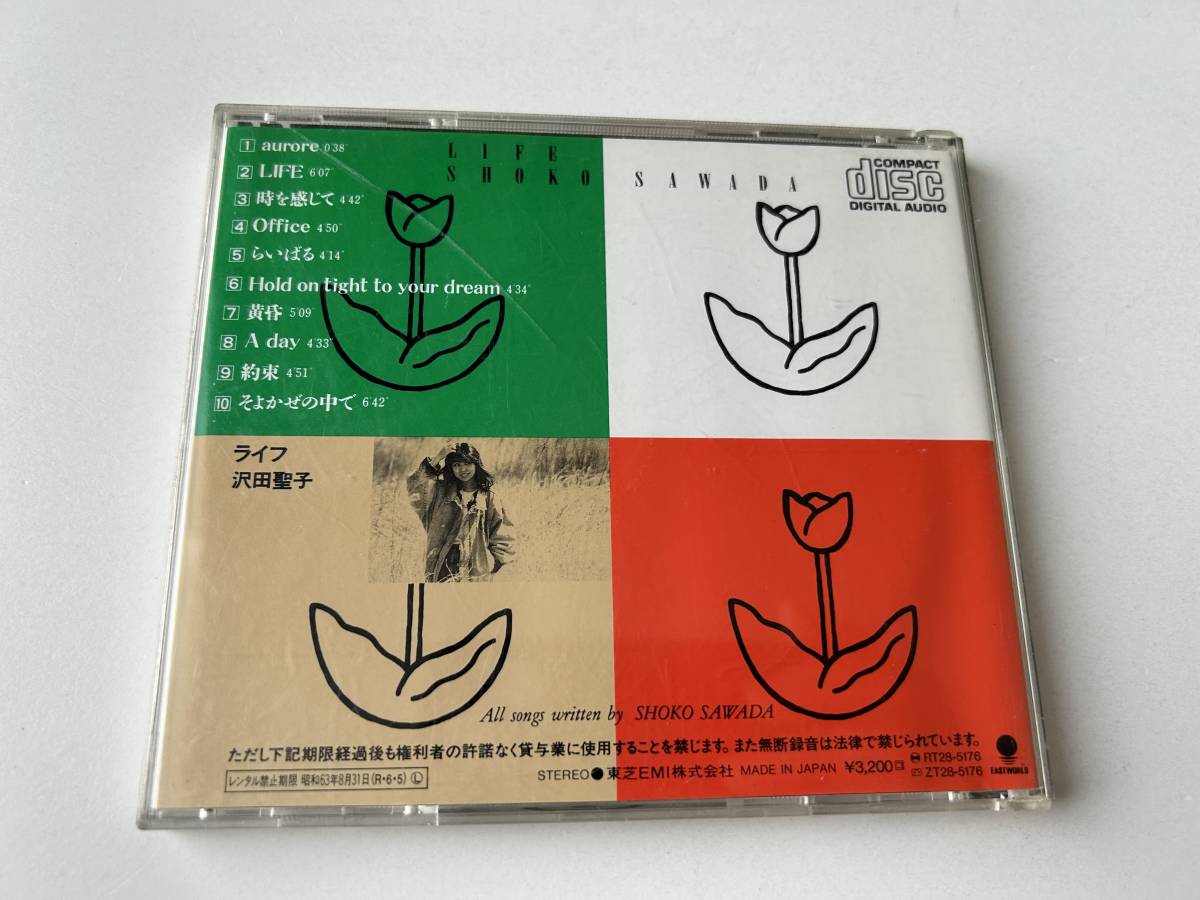 1 aurore 0'38"
2 LIFE 6'07"
3 時を感じて 4'42"
4 Office 4'50"
5 らいばる 4'14"
6 Hold on tight to your dream 4'34"
7 黄昏 5'09"
8 A day 4'33"
9 約束 4'51"
10 そよかぜの中で 6'42"
LIFE
SHOKO SAWADA
COMPACT
disc
DIGITAL AUDIO
ライフ
沢田聖子
All songs written by SHOKO SAWADA
ただし下記期限経過後も権利者の許諾なく貸与業に使用することを禁じます。また無断録音は法律で禁じられています。
レンタル禁止期限 昭和63年8月31日(R・6・5) Ⓛ
STEREO●東芝EMI株式会社 MADE IN JAPAN ¥3,200
RT28-5176
ZT28-5176
EASTWORLD